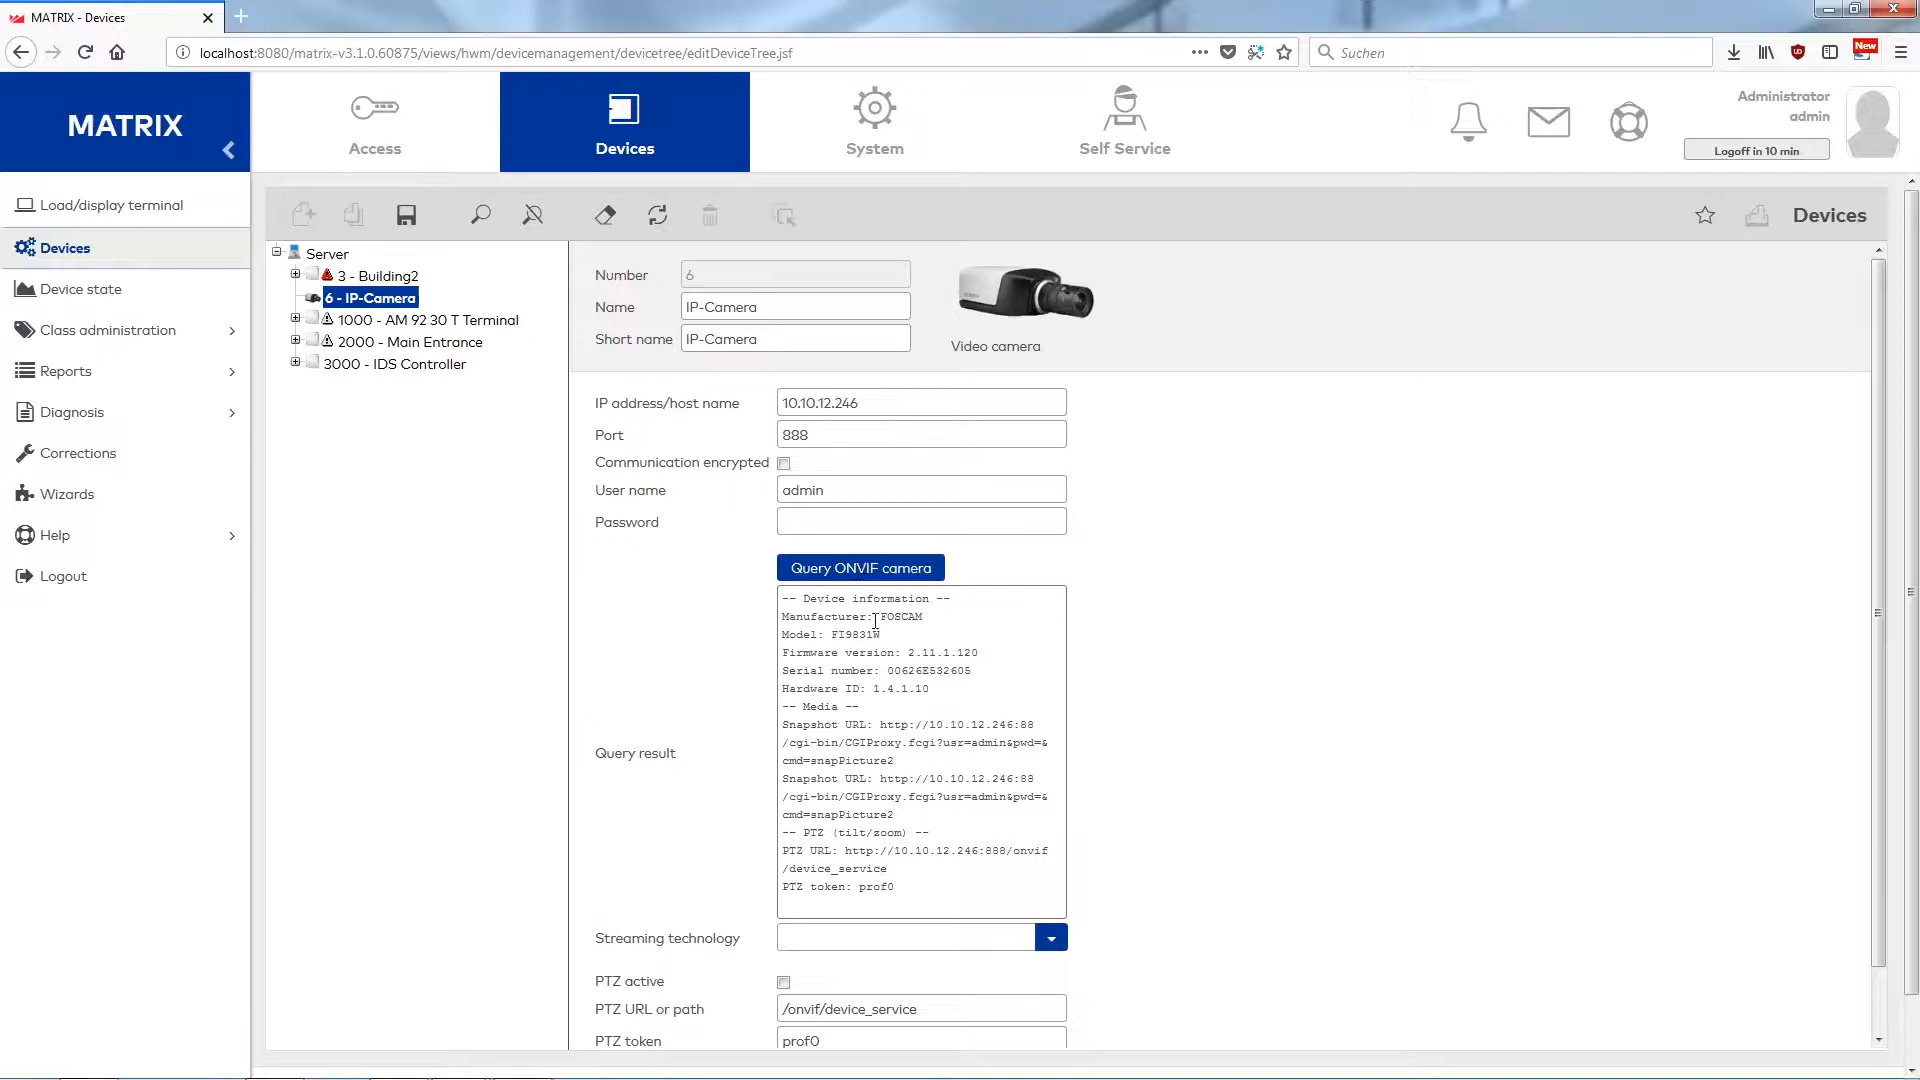 MATRIX - Devices
localhost:8080/matrix-v3.1.0.60875/views/hwm/devicemanagement/devicetree/editDeviceTree.jsf
Suchen
New
MATRIX
Access
Devices
System
Self Service
Administrator
admin
Logoff in 10 min
Load/display terminal
Devices
Device state
Class administration
Reports
Diagnosis
Corrections
Wizards
Help
Logout
Devices
Server
3 - Building2
6 - IP-Camera
1000 - AM 92 30 T Terminal
2000 - Main Entrance
3000 - IDS Controller
Number 6
Name IP-Camera
Short name IP-Camera
Video camera
IP address/host name 10.10.12.246
Port 888
Communication encrypted
User name admin
Password
Query ONVIF camera
Query result
-- Device information --
Manufacturer: FOSCAM
Model: FI9831W
Firmware version: 2.11.1.120
Serial number: 00626E532605
Hardware ID: 1.4.1.10
-- Media --
Snapshot URL: http://10.10.12.246:88
/cgi-bin/CGIProxy.fcgi?usr=admin&pwd=&
cmd=snapPicture2
Snapshot URL: http://10.10.12.246:88
/cgi-bin/CGIProxy.fcgi?usr=admin&pwd=&
cmd=snapPicture2
-- PTZ (tilt/zoom) --
PTZ URL: http://10.10.12.246:888/onvif
/device_service
PTZ token: prof0
Streaming technology
PTZ active
PTZ URL or path /onvif/device_service
PTZ token prof0